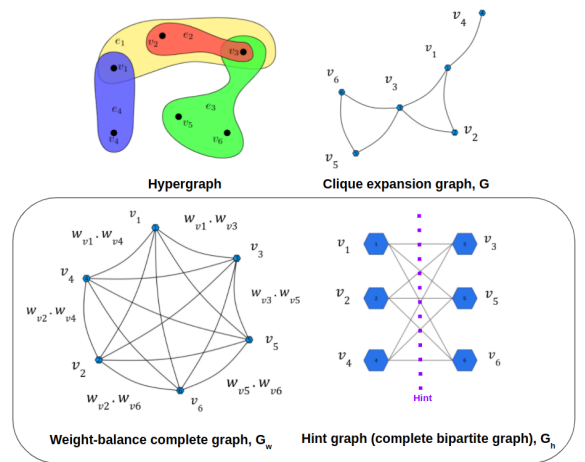 e1
v2
e2
v3
v1
e3
e4
v5
v6
v4
Hypergraph
v4
v1
v6
v3
v2
v5
Clique expansion graph, G
v1
wv1 . wv3
wv1 . wv4
v3
v4
wv3 . wv5
wv2 . wv4
v5
v2
wv5 . wv6
wv2 . wv6
v6
Weight-balance complete graph, Gw
v1
v3
v2
v5
v4
v6
Hint
Hint graph (complete bipartite graph), Gh